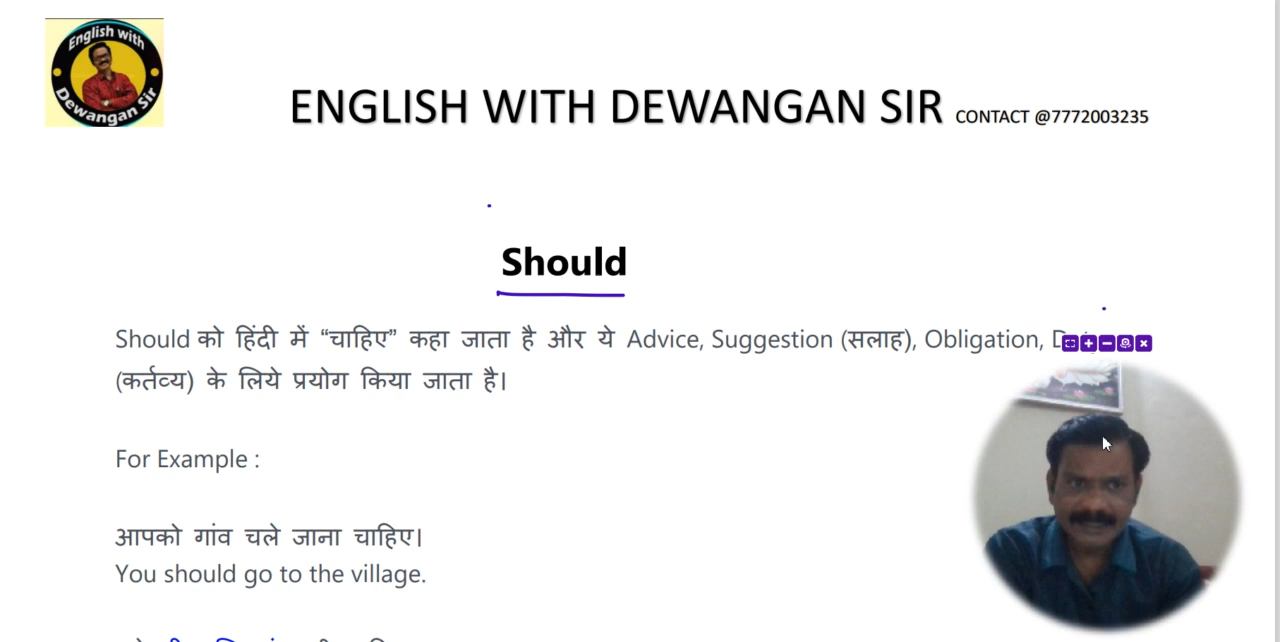 English with
Dewangan Sir
ENGLISH WITH DEWANGAN SIR CONTACT @7772003235
Should
Should को हिंदी में “चाहिए” कहा जाता है और ये Advice, Suggestion (सलाह), Obligation,
(कर्तव्य) के लिये प्रयोग किया जाता है।
For Example :
आपको गांव चले जाना चाहिए।
You should go to the village.